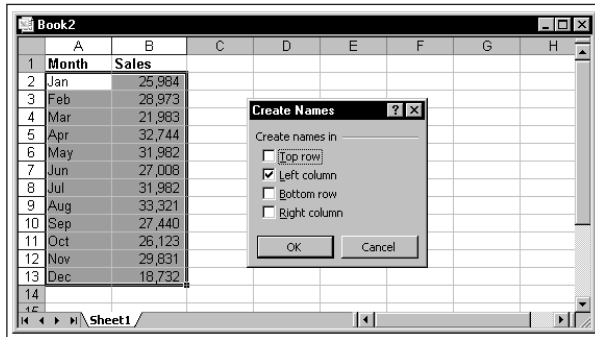 Book2
A B C D E F G H
1 Month Sales
2 Jan 25,984
3 Feb 28,973
4 Mar 21,983
5 Apr 32,744
6 May 31,982
7 Jun 27,008
8 Jul 31,982
9 Aug 33,321
10 Sep 27,440
11 Oct 26,123
12 Nov 29,831
13 Dec 18,732
14
15
Create Names
Create names in
Top row
Left column
Bottom row
Right column
OK Cancel
Sheet1